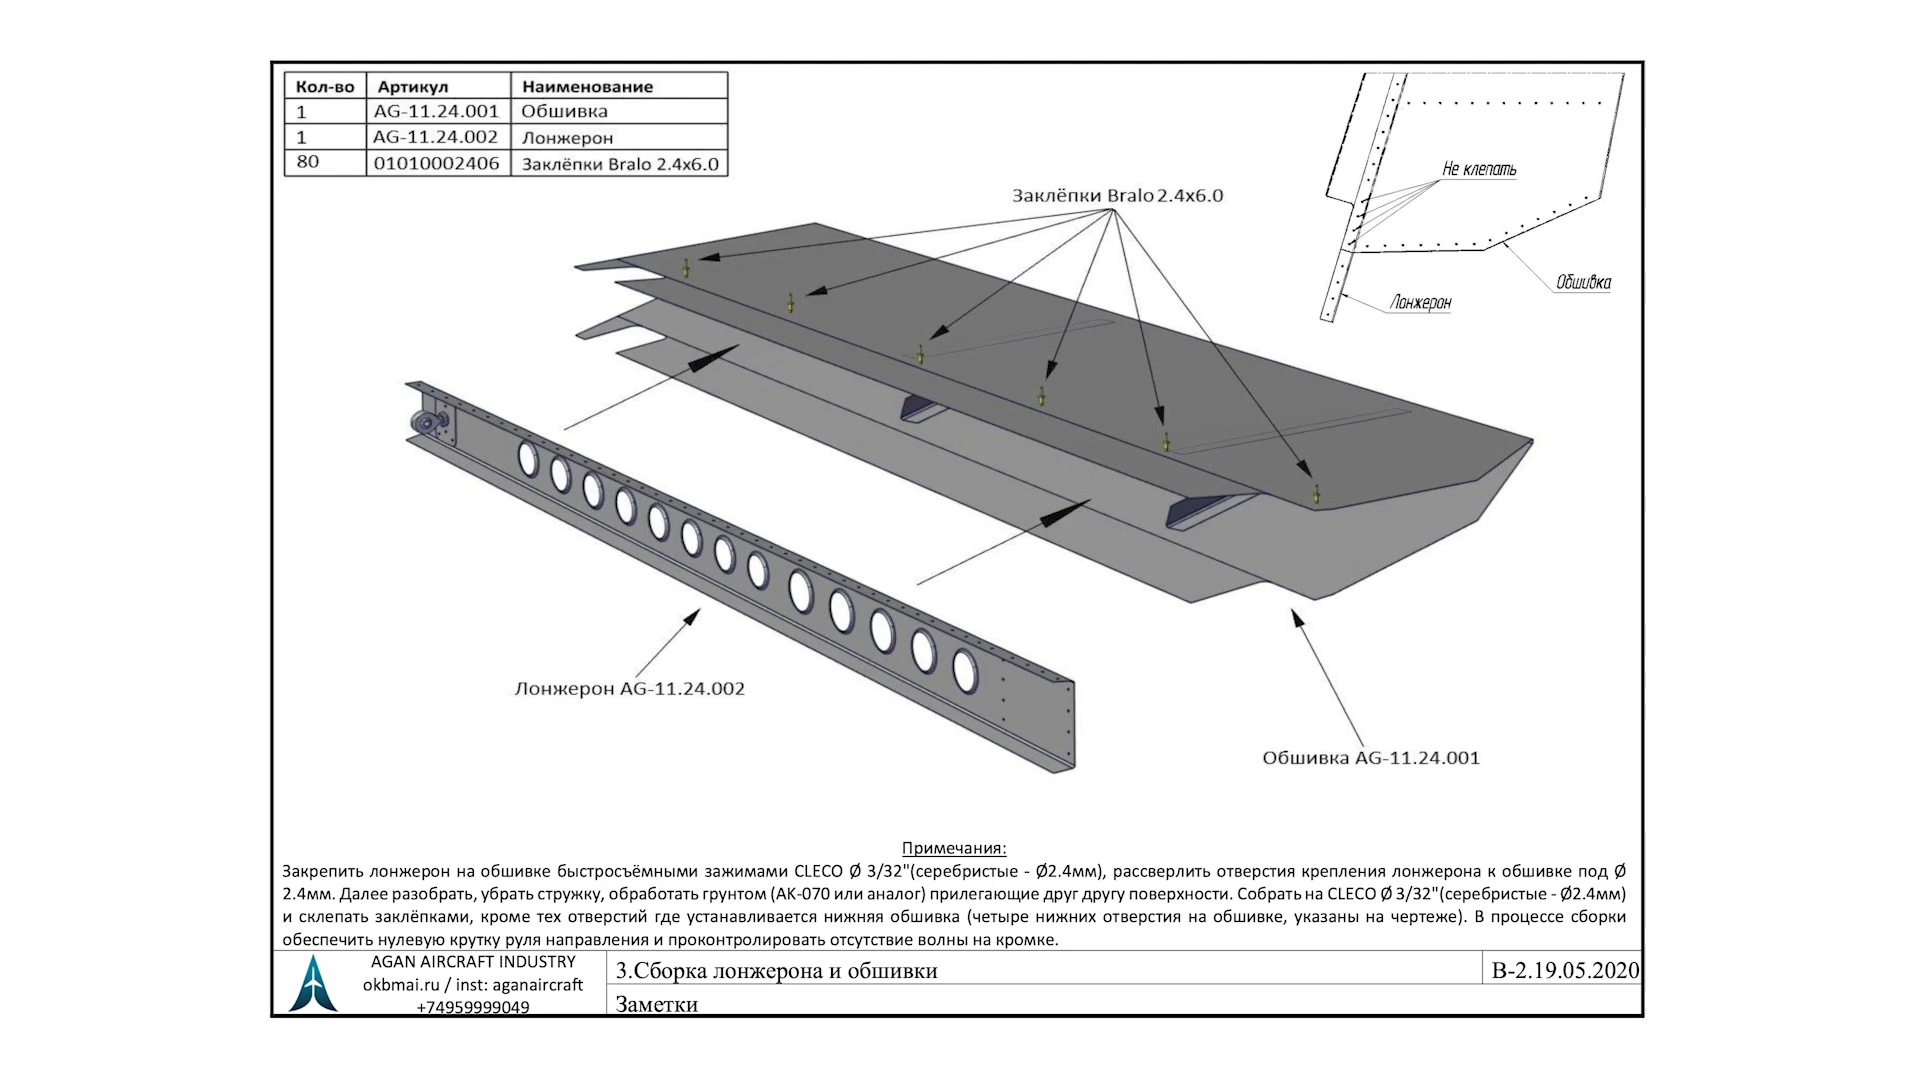 Кол-во Артикул Наименование
1 AG-11.24.001 Обшивка
1 AG-11.24.002 Лонжерон
80 01010002406 Заклёпки Bralo 2.4x6.0
Не клепать
Обшивка
Лонжерон
Заклёпки Bralo 2.4x6.0
Лонжерон AG-11.24.002
Обшивка AG-11.24.001
Примечания:
Закрепить лонжерон на обшивке быстросъёмными зажимами CLECO Ø 3/32"(серебристые - Ø2.4мм), рассверлить отверстия крепления лонжерона к обшивке под Ø
2.4мм. Далее разобрать, убрать стружку, обработать грунтом (АК-070 или аналог) прилегающие друг другу поверхности. Собрать на CLECO Ø 3/32"(серебристые - Ø2.4мм)
и склепать заклёпками, кроме тех отверстий где устанавливается нижняя обшивка (четыре нижних отверстия на обшивке, указаны на чертеже). В процессе сборки
обеспечить нулевую крутку руля направления и проконтролировать отсутствие волны на кромке.
AGAN AIRCRAFT INDUSTRY
okbmai.ru / inst: aganaircraft
+74959999049
3.Сборка лонжерона и обшивки
В-2.19.05.2020
Заметки